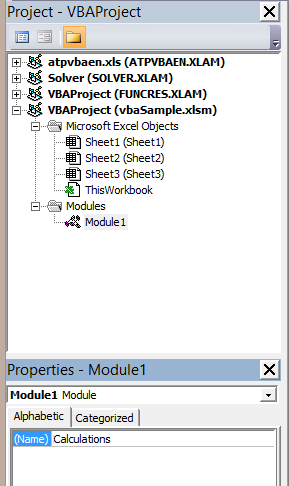 Project - VBAProject
atpvbaen.xls (ATPVBAEN.XLAM)
Solver (SOLVER.XLAM)
VBAProject (FUNCRES.XLAM)
VBAProject (vbaSample.xlsm)
Microsoft Excel Objects
Sheet1 (Sheet1)
Sheet2 (Sheet2)
Sheet3 (Sheet3)
ThisWorkbook
Modules
Module1
Properties - Module1
Module1 Module
Alphabetic Categorized
(Name) Calculations